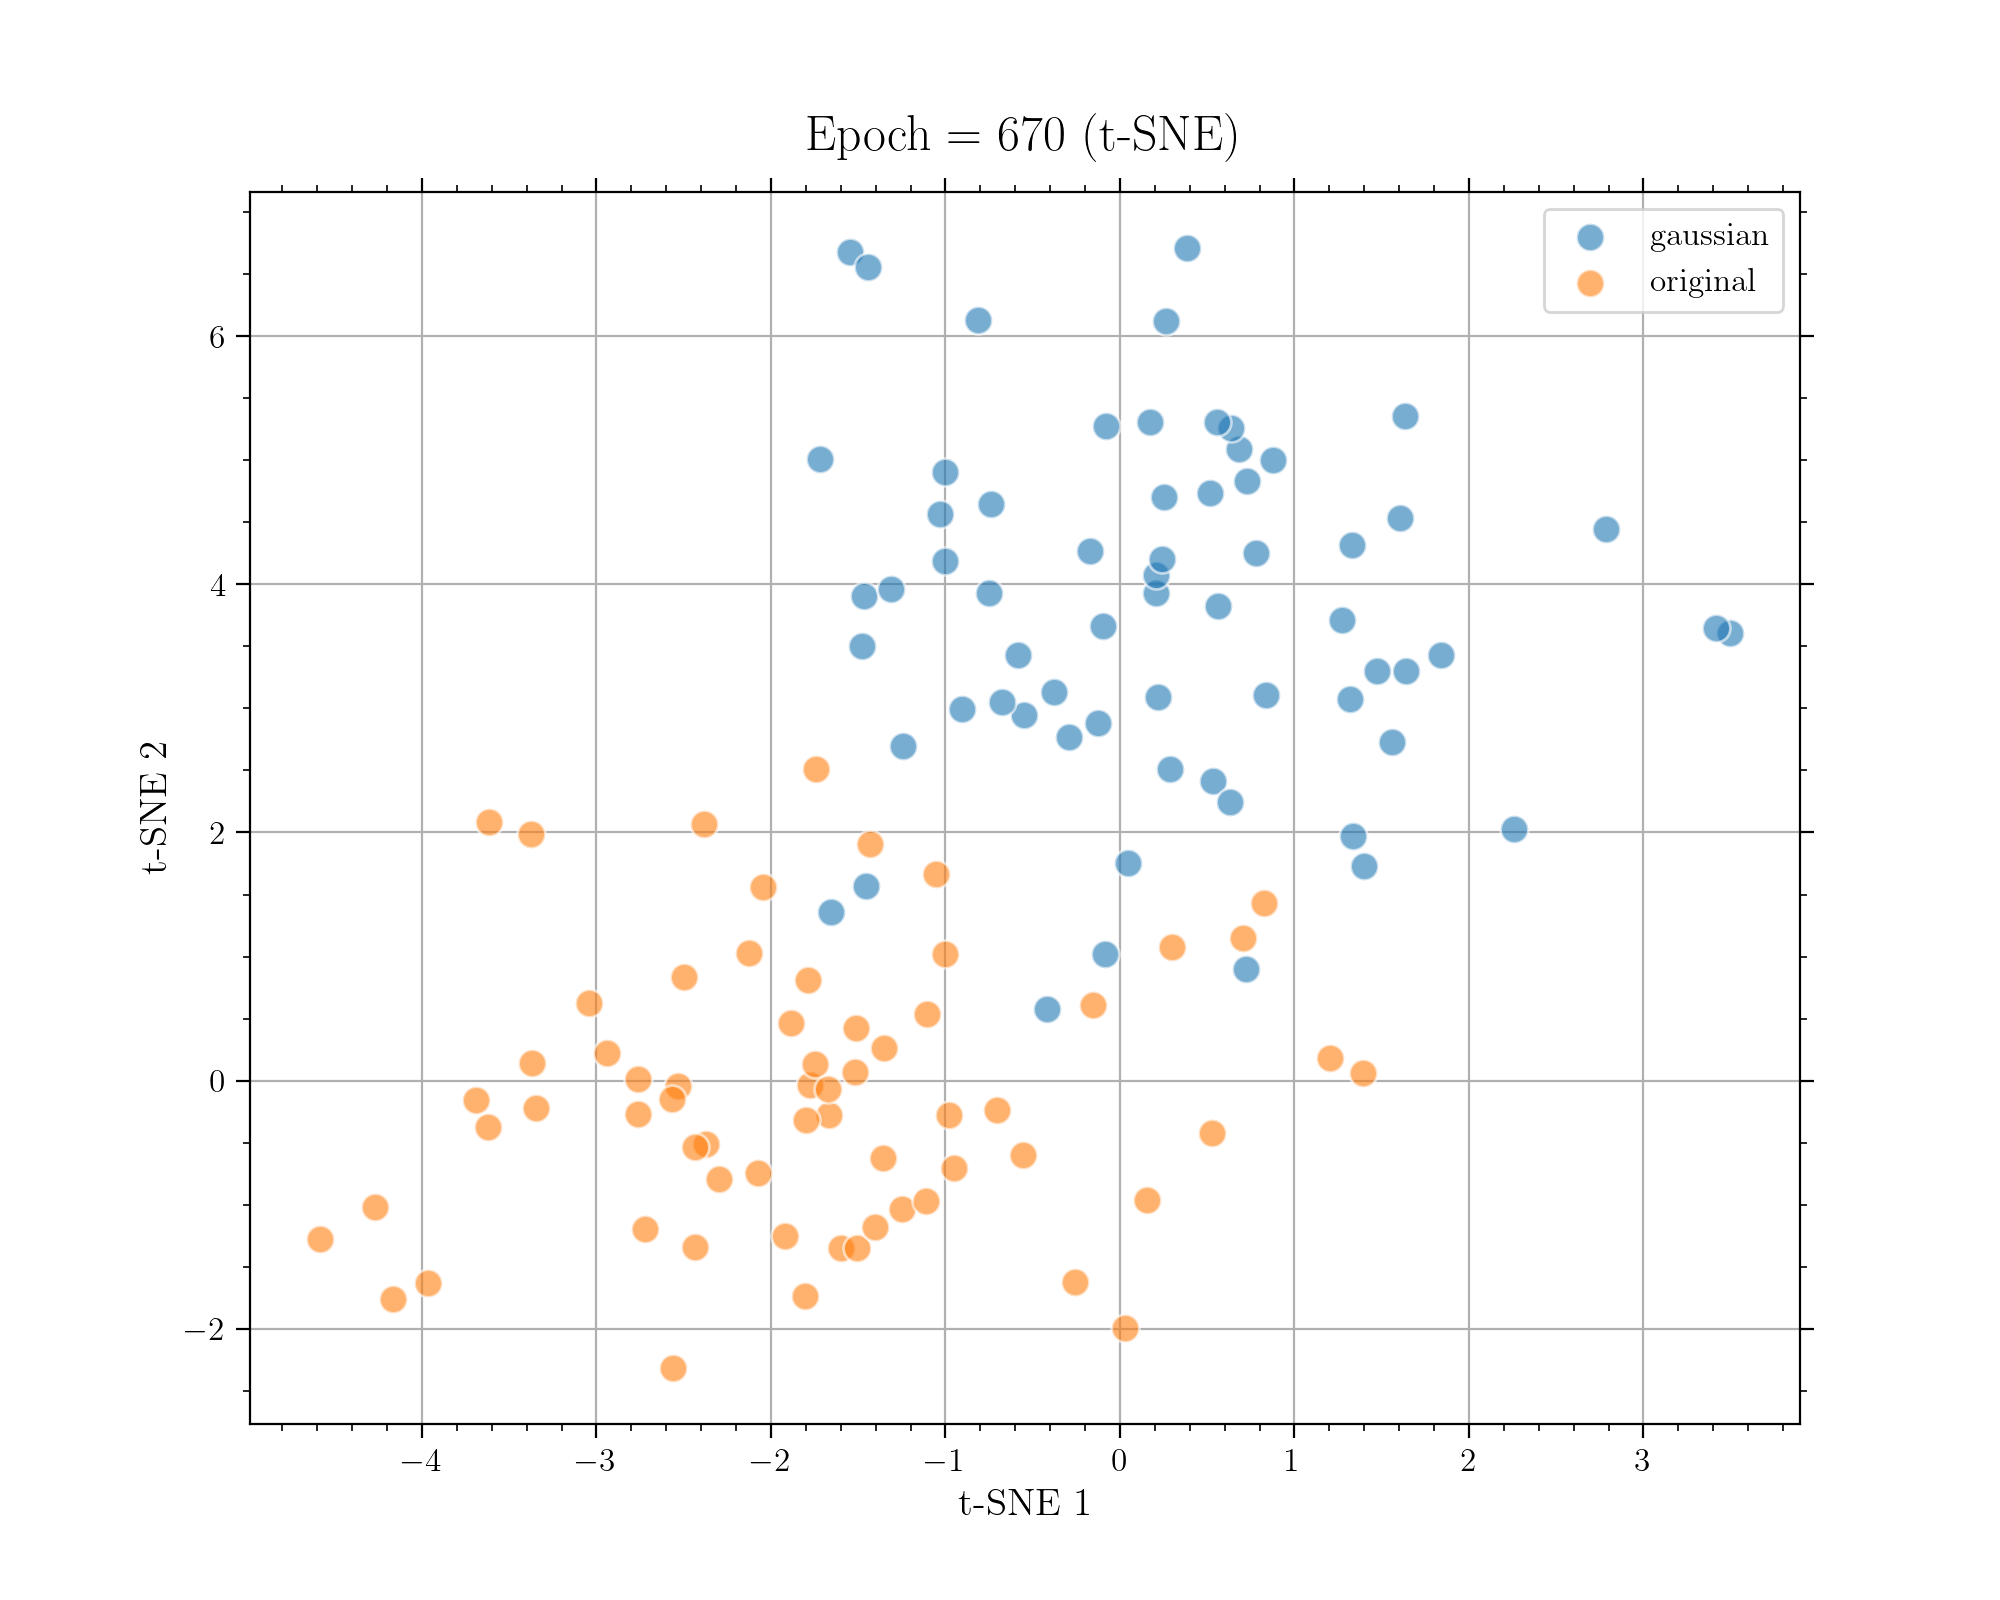 Epoch = 670 (t-SNE)
gaussian
original
6
4
2
0
−2
t-SNE 2
−4
−3
−2
−1
0
1
2
3
t-SNE 1